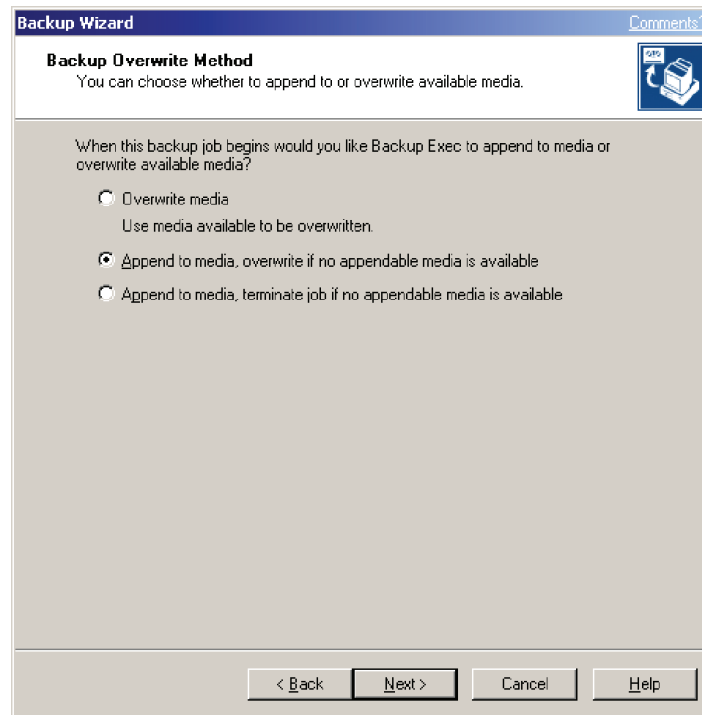 Backup Wizard Comments?
Backup Overwrite Method
You can choose whether to append to or overwrite available media.
When this backup job begins would you like Backup Exec to append to media or
overwrite available media?
Overwrite media
Use media available to be overwritten.
Append to media, overwrite if no appendable media is available
Append to media, terminate job if no appendable media is available
< Back Next > Cancel Help